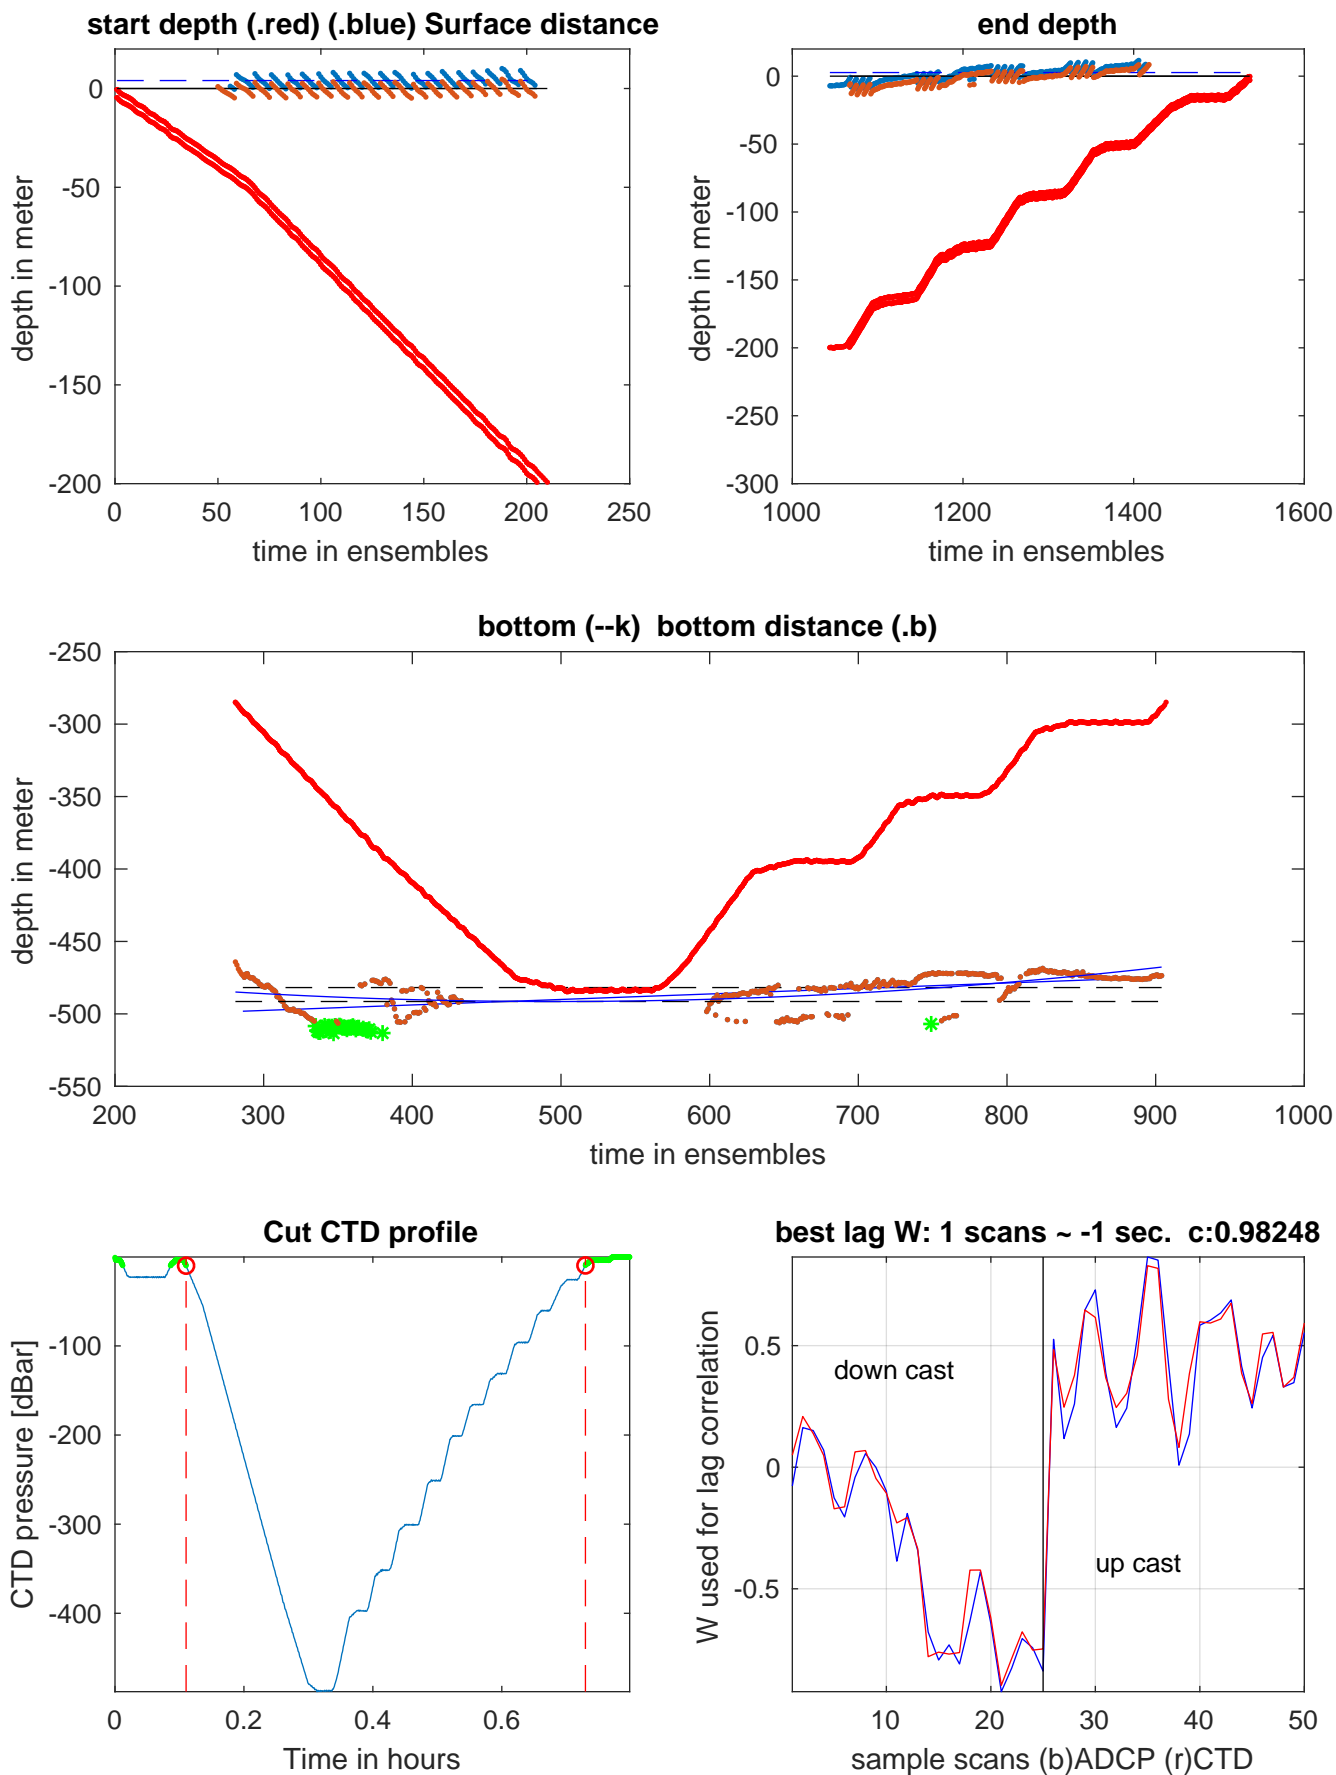 start depth (.red) (.blue) Surface distance
0
-50
-100
-150
-200
0 50 100 150 200 250
depth in meter
time in ensembles
end depth
0
-50
-100
-150
-200
-250
-300
1000 1200 1400 1600
depth in meter
time in ensembles
bottom (--k)  bottom distance (.b)
-250
-300
-350
-400
-450
-500
-550
200 300 400 500 600 700 800 900 1000
depth in meter
time in ensembles
Cut CTD profile
-100
-200
-300
-400
0 0.2 0.4 0.6
CTD pressure [dBar]
Time in hours
best lag W: 1 scans ~ -1 sec.  c:0.98248
0.5
0
-0.5
down cast
up cast
10 20 30 40 50
W used for lag correlation
sample scans (b)ADCP (r)CTD